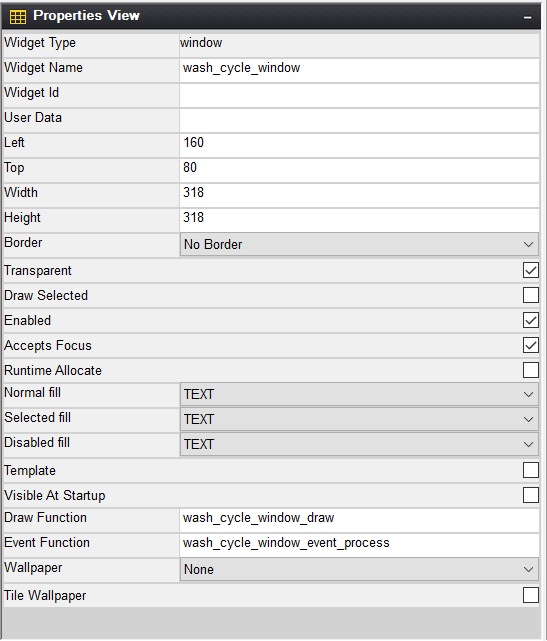 Properties View
Widget Type window
Widget Name wash_cycle_window
Widget Id
User Data
Left 160
Top 80
Width 318
Height 318
Border No Border
Transparent
Draw Selected
Enabled
Accepts Focus
Runtime Allocate
Normal fill TEXT
Selected fill TEXT
Disabled fill TEXT
Template
Visible At Startup
Draw Function wash_cycle_window_draw
Event Function wash_cycle_window_event_process
Wallpaper None
Tile Wallpaper